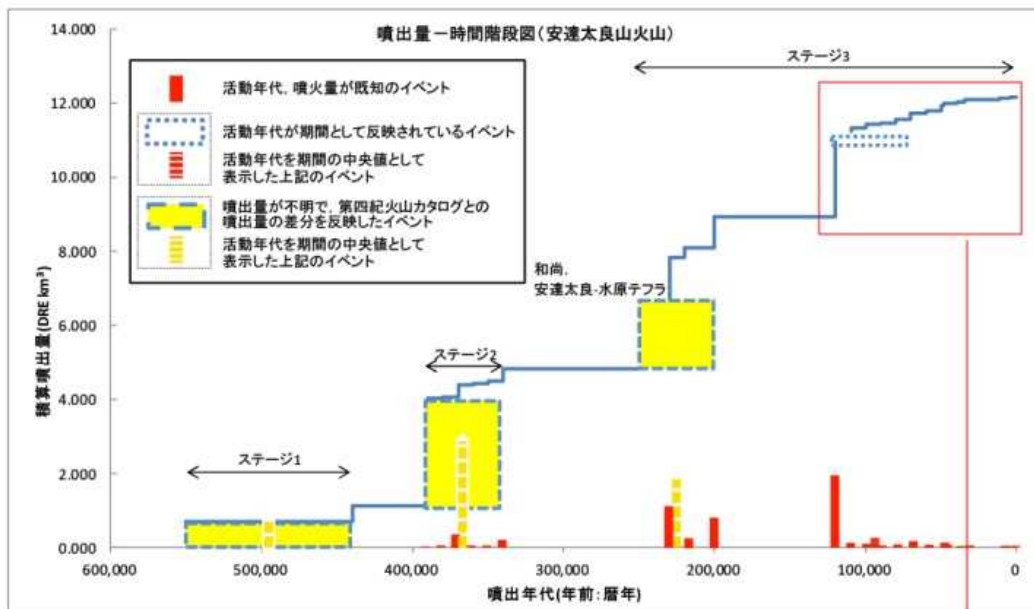 噴出量－時間階段図(安達太良山火山)
14.000
12.000
10.000
8.000
6.000
4.000
2.000
0.000
積算噴出量(DRE km³)
活動年代，噴火量が既知のイベント
活動年代が期間として反映されているイベント
活動年代を期間の中央値として
表示した上記のイベント
噴出量が不明で，第四紀火山カタログとの
噴出量の差分を反映したイベント
活動年代を期間の中央値として
表示した上記のイベント
ステージ3
和尚，
安達太良-水原テフラ
ステージ2
ステージ1
600,000
500,000
400,000
300,000
200,000
100,000
0
噴出年代(年前：暦年)